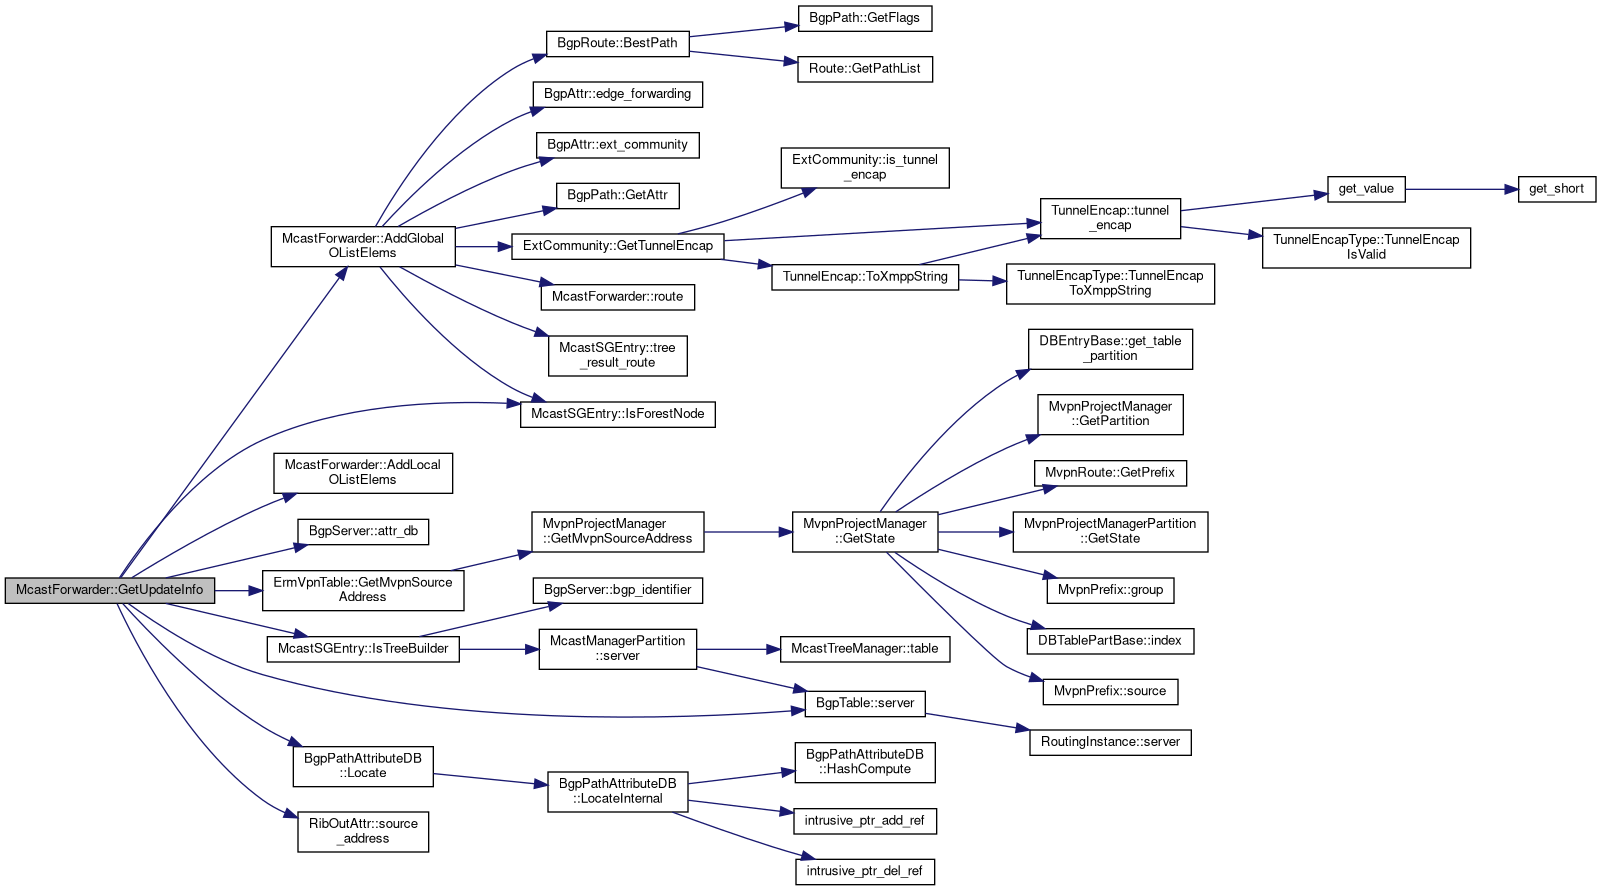 BgpPath::GetFlags
BgpRoute::BestPath
Route::GetPathList
BgpAttr::edge_forwarding
BgpAttr::ext_community
ExtCommunity::is_tunnel
_encap
BgpPath::GetAttr
get_value
get_short
McastForwarder::AddGlobal
OListElems
ExtCommunity::GetTunnelEncap
TunnelEncap::tunnel
_encap
TunnelEncapType::TunnelEncap
IsValid
TunnelEncap::ToXmppString
TunnelEncapType::TunnelEncap
ToXmppString
McastForwarder::route
McastSGEntry::tree
_result_route
DBEntryBase::get_table
_partition
McastSGEntry::IsForestNode
MvpnProjectManager
::GetPartition
McastForwarder::AddLocal
OListElems
MvpnRoute::GetPrefix
BgpServer::attr_db
MvpnProjectManager
::GetMvpnSourceAddress
MvpnProjectManager
::GetState
MvpnProjectManagerPartition
::GetState
McastForwarder::GetUpdateInfo
ErmVpnTable::GetMvpnSource
Address
BgpServer::bgp_identifier
MvpnPrefix::group
McastSGEntry::IsTreeBuilder
McastManagerPartition
::server
McastTreeManager::table
DBTablePartBase::index
MvpnPrefix::source
BgpTable::server
RoutingInstance::server
BgpPathAttributeDB
::Locate
BgpPathAttributeDB
::LocateInternal
BgpPathAttributeDB
::HashCompute
intrusive_ptr_add_ref
RibOutAttr::source
_address
intrusive_ptr_del_ref